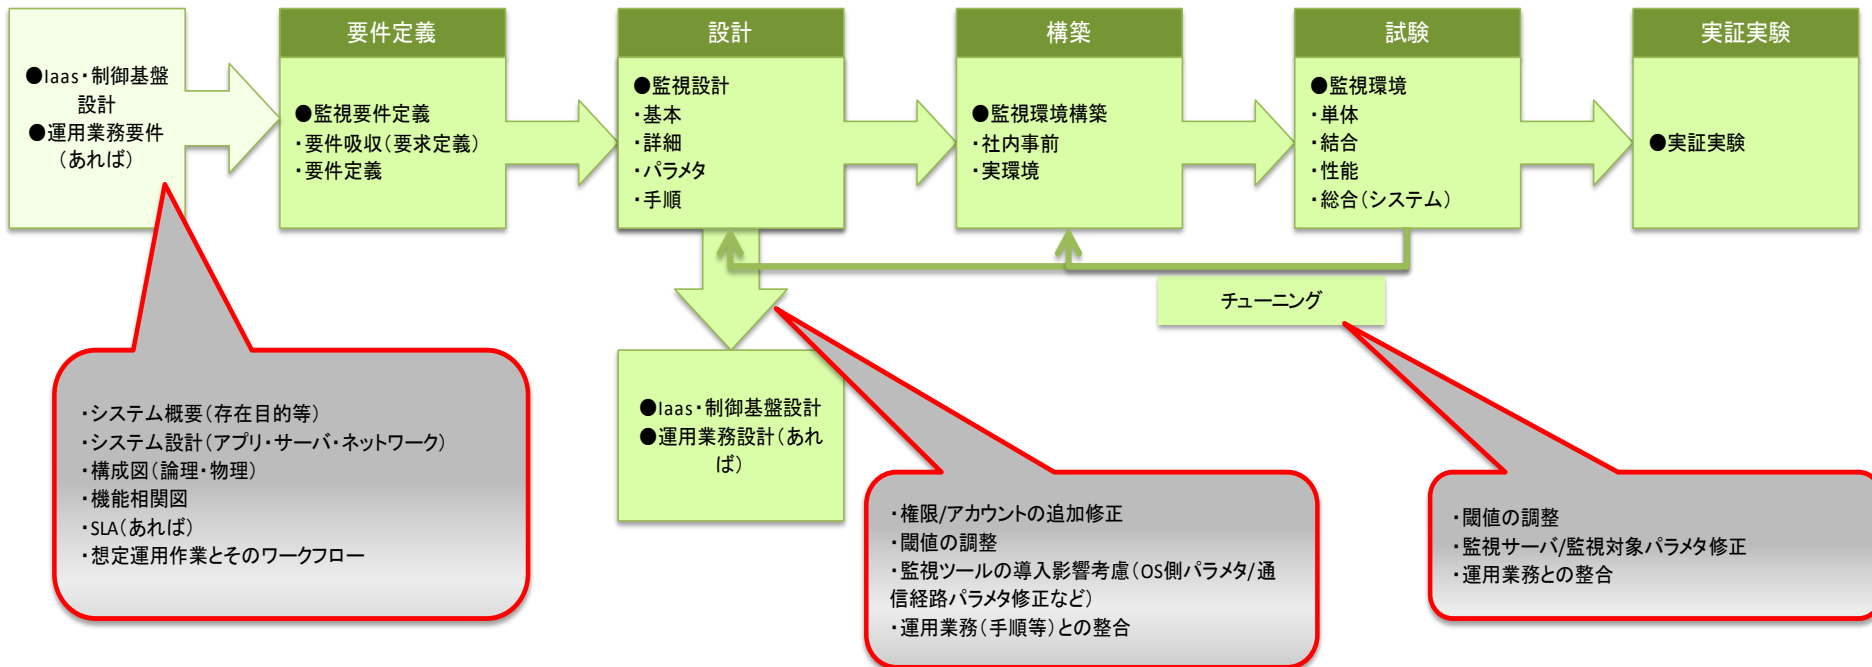 ●Iaas・制御基盤
設計
●運用業務要件
(あれば)
要件定義
●監視要件定義
・要件吸収(要求定義)
・要件定義
設計
●監視設計
・基本
・詳細
・パラメタ
・手順
構築
●監視環境構築
・社内事前
・実環境
試験
●監視環境
・単体
・結合
・性能
・総合(システム)
実証実験
●実証実験
チューニング
・システム概要(存在目的等)
・システム設計(アプリ・サーバ・ネットワーク)
・構成図(論理・物理)
・機能相関図
・SLA(あれば)
・想定運用作業とそのワークフロー
●Iaas・制御基盤設計
●運用業務設計(あれ
ば)
・権限/アカウントの追加修正
・閾値の調整
・監視ツールの導入影響考慮(OS側パラメタ/通
信経路パラメタ修正など)
・運用業務(手順等)との整合
・閾値の調整
・監視サーバ/監視対象パラメタ修正
・運用業務との整合